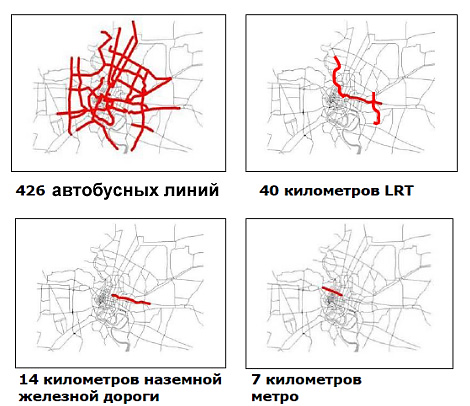 426 автобусных линий
40 километров LRT
14 километров наземной
железной дороги
7 километров
метро